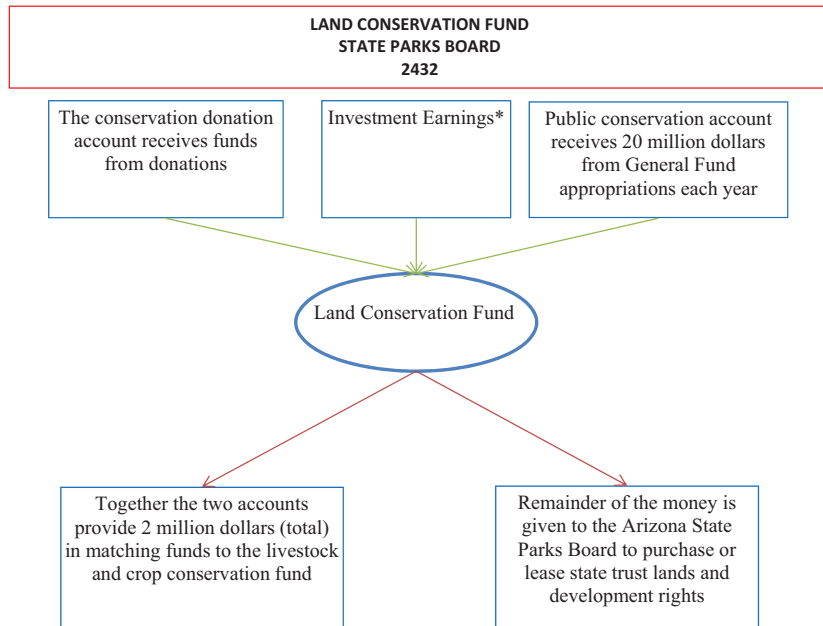 LAND CONSERVATION FUND
STATE PARKS BOARD
2432
The conservation donation
account receives funds
from donations
Investment Earnings*
Public conservation account
receives 20 million dollars
from General Fund
appropriations each year
Land Conservation Fund
Together the two accounts
provide 2 million dollars (total)
in matching funds to the livestock
and crop conservation fund
Remainder of the money is
given to the Arizona State
Parks Board to purchase or
lease state trust lands and
development rights